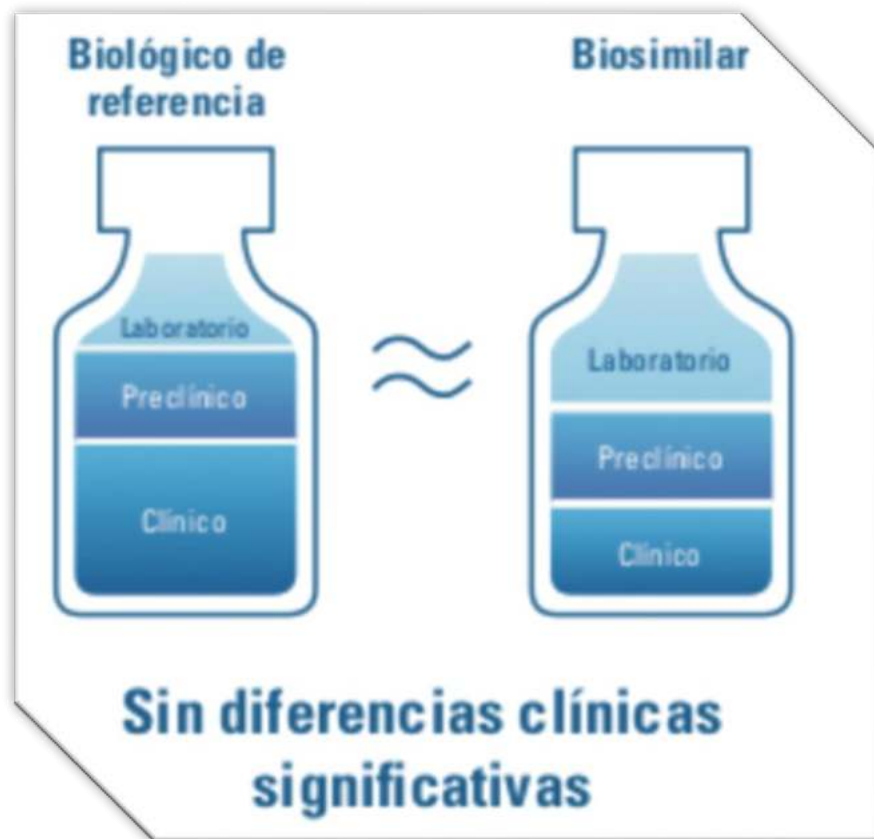 Biológico de
referencia
Biosimilar
Laboratorio
Preclínico
Clínico
Laboratorio
Preclínico
Clínico
Sin diferencias clínicas
significativas